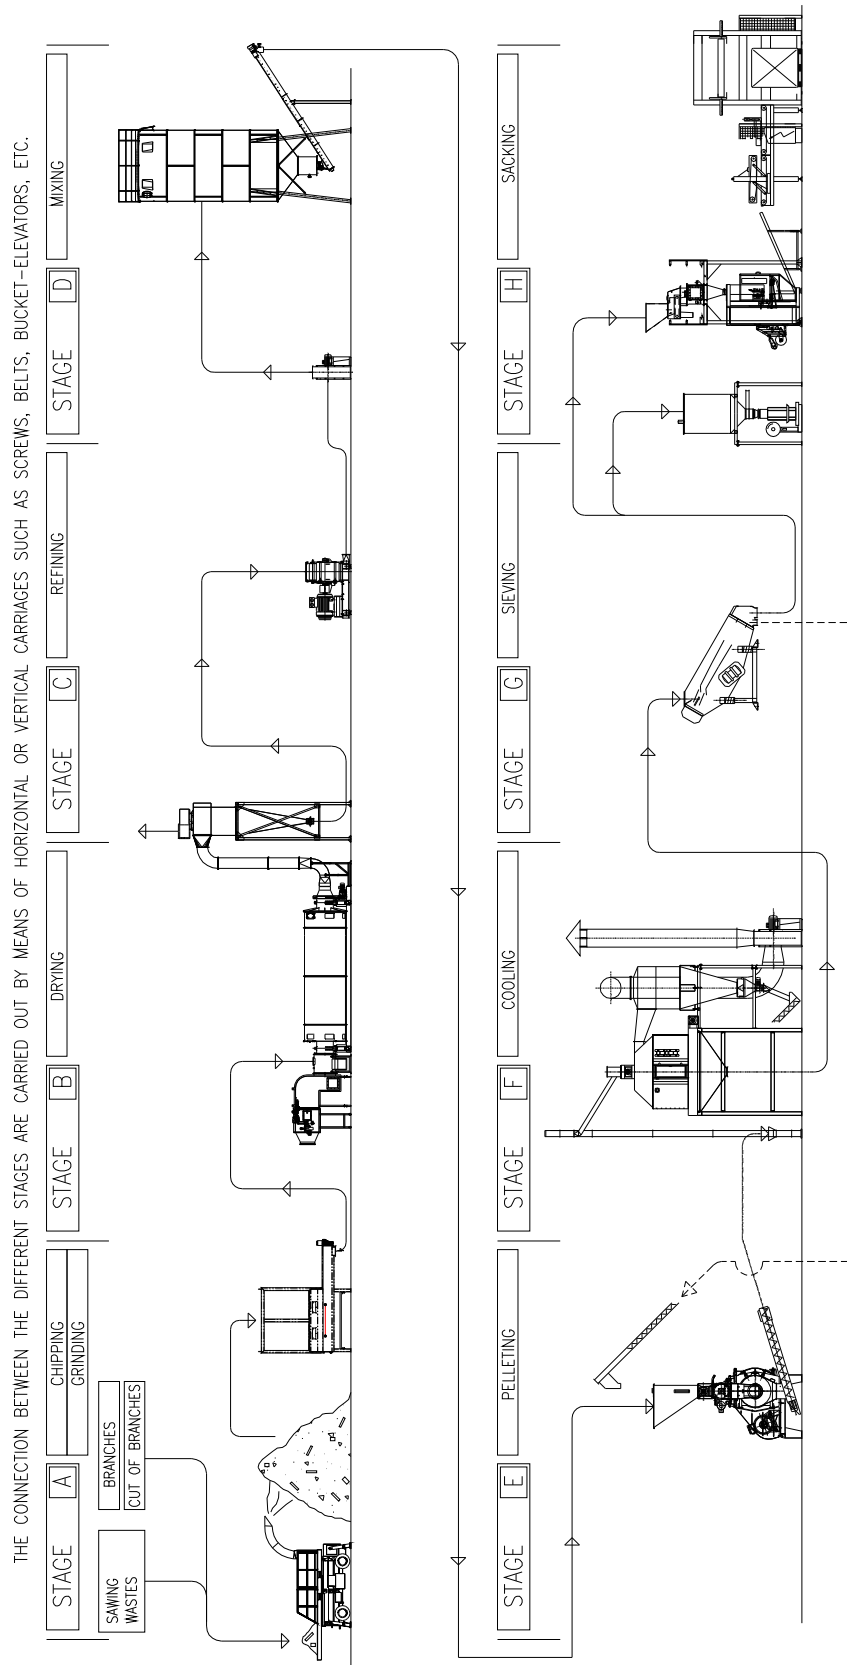 THE CONNECTION BETWEEN THE DIFFERENT STAGES ARE CARRIED OUT BY MEANS OF HORIZONTAL OR VERTICAL CARRIAGES SUCH AS SCREWS, BELTS, BUCKET-ELEVATORS, ETC.
STAGE A
CHIPPING
GRINDING
STAGE B
DRYING
STAGE C
REFINING
STAGE D
MIXING
SAWING
WASTES
BRANCHES
CUT OF BRANCHES
STAGE E
PELLETING
STAGE F
COOLING
STAGE G
SIEVING
STAGE H
SACKING